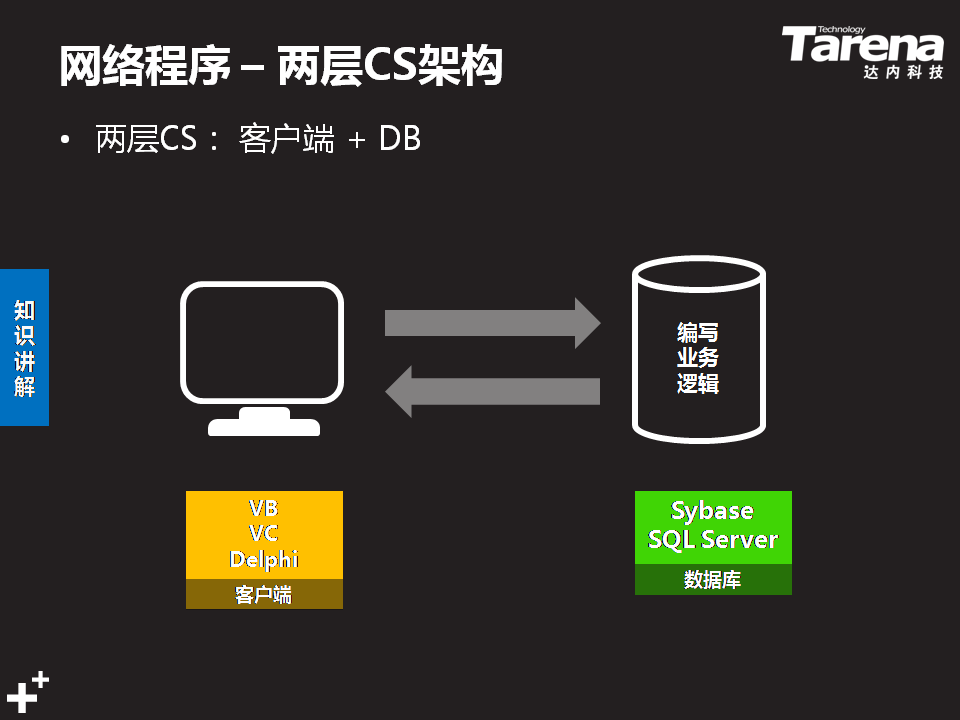 网络程序 – 两层CS架构
Technology
Tarena
达内科技
• 两层CS： 客户端 + DB
知
识
讲
解
编写
业务
逻辑
VB
VC
Delphi
客户端
Sybase
SQL Server
数据库